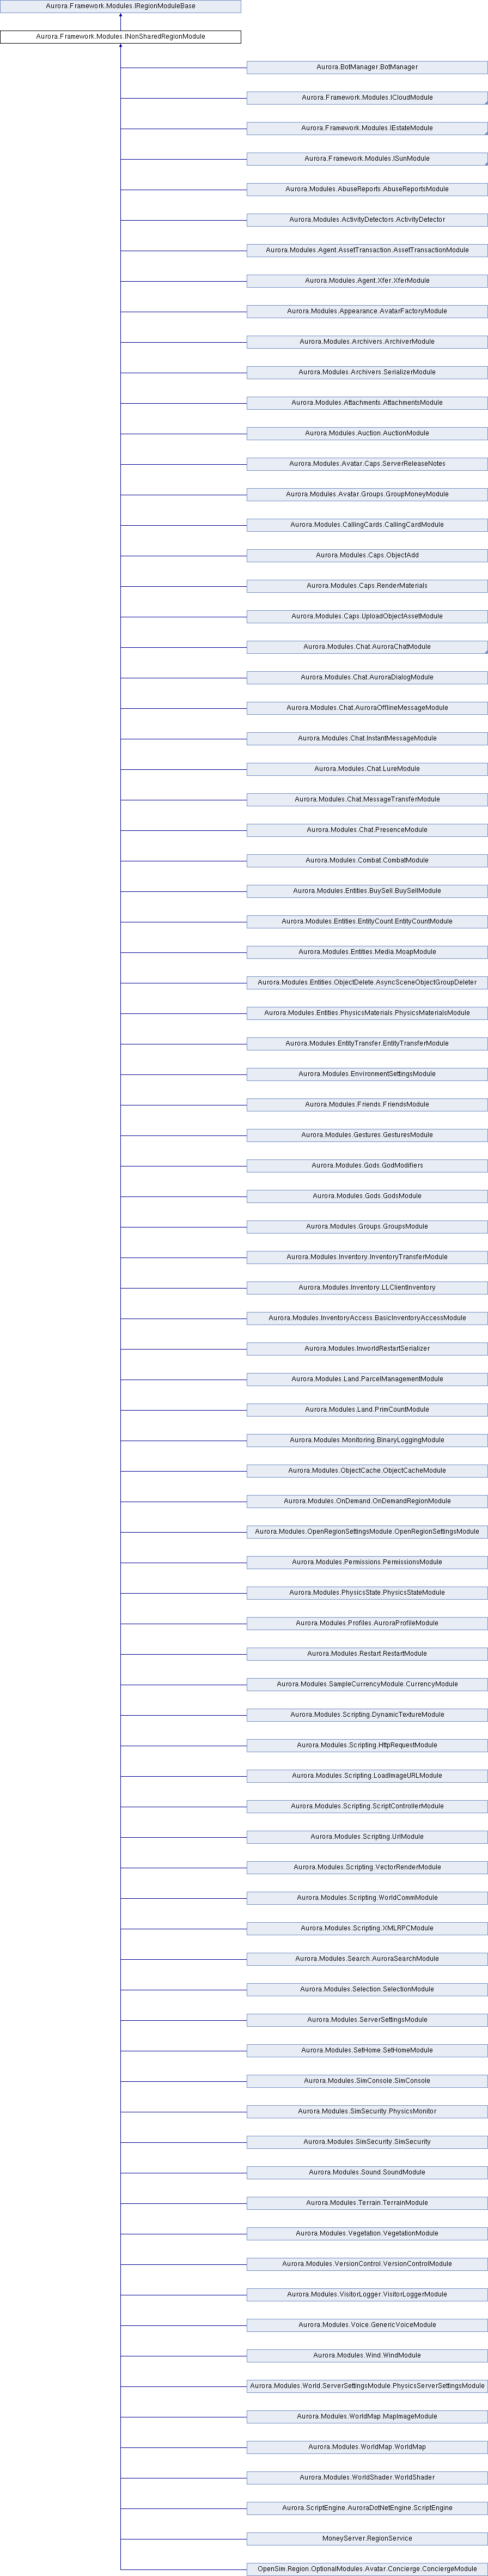 Aurora.Framework.Modules.IRegionModuleBase
Aurora.Framework.Modules.INonSharedRegionModule
Aurora.BotManager.BotManager
Aurora.Framework.Modules.ICloudModule
Aurora.Framework.Modules.IEstateModule
Aurora.Framework.Modules.ISunModule
Aurora.Modules.AbuseReports.AbuseReportsModule
Aurora.Modules.ActivityDetectors.ActivityDetector
Aurora.Modules.Agent.AssetTransaction.AssetTransactionModule
Aurora.Modules.Agent.Xfer.XferModule
Aurora.Modules.Appearance.AvatarFactoryModule
Aurora.Modules.Archivers.ArchiverModule
Aurora.Modules.Archivers.SerializerModule
Aurora.Modules.Attachments.AttachmentsModule
Aurora.Modules.Auction.AuctionModule
Aurora.Modules.Avatar.Caps.ServerReleaseNotes
Aurora.Modules.Avatar.Groups.GroupMoneyModule
Aurora.Modules.CallingCards.CallingCardModule
Aurora.Modules.Caps.ObjectAdd
Aurora.Modules.Caps.RenderMaterials
Aurora.Modules.Caps.UploadObjectAssetModule
Aurora.Modules.Chat.AuroraChatModule
Aurora.Modules.Chat.AuroraDialogModule
Aurora.Modules.Chat.AuroraOfflineMessageModule
Aurora.Modules.Chat.InstantMessageModule
Aurora.Modules.Chat.LureModule
Aurora.Modules.Chat.MessageTransferModule
Aurora.Modules.Chat.PresenceModule
Aurora.Modules.Combat.CombatModule
Aurora.Modules.Entities.BuySell.BuySellModule
Aurora.Modules.Entities.EntityCount.EntityCountModule
Aurora.Modules.Entities.Media.MoapModule
Aurora.Modules.Entities.ObjectDelete.AsyncSceneObjectGroupDeleter
Aurora.Modules.Entities.PhysicsMaterials.PhysicsMaterialsModule
Aurora.Modules.EntityTransfer.EntityTransferModule
Aurora.Modules.EnvironmentSettingsModule
Aurora.Modules.Friends.FriendsModule
Aurora.Modules.Gestures.GesturesModule
Aurora.Modules.Gods.GodModifiers
Aurora.Modules.Gods.GodsModule
Aurora.Modules.Groups.GroupsModule
Aurora.Modules.Inventory.InventoryTransferModule
Aurora.Modules.Inventory.LLClientInventory
Aurora.Modules.InventoryAccess.BasicInventoryAccessModule
Aurora.Modules.InworldRestartSerializer
Aurora.Modules.Land.ParcelManagementModule
Aurora.Modules.Land.PrimCountModule
Aurora.Modules.Monitoring.BinaryLoggingModule
Aurora.Modules.ObjectCache.ObjectCacheModule
Aurora.Modules.OnDemand.OnDemandRegionModule
Aurora.Modules.OpenRegionSettingsModule.OpenRegionSettingsModule
Aurora.Modules.Permissions.PermissionsModule
Aurora.Modules.PhysicsState.PhysicsStateModule
Aurora.Modules.Profiles.AuroraProfileModule
Aurora.Modules.Restart.RestartModule
Aurora.Modules.SampleCurrencyModule.CurrencyModule
Aurora.Modules.Scripting.DynamicTextureModule
Aurora.Modules.Scripting.HttpRequestModule
Aurora.Modules.Scripting.LoadImageURLModule
Aurora.Modules.Scripting.ScriptControllerModule
Aurora.Modules.Scripting.UrlModule
Aurora.Modules.Scripting.VectorRenderModule
Aurora.Modules.Scripting.WorldCommModule
Aurora.Modules.Scripting.XMLRPCModule
Aurora.Modules.Search.AuroraSearchModule
Aurora.Modules.Selection.SelectionModule
Aurora.Modules.ServerSettingsModule
Aurora.Modules.SetHome.SetHomeModule
Aurora.Modules.SimConsole.SimConsole
Aurora.Modules.SimSecurity.PhysicsMonitor
Aurora.Modules.SimSecurity.SimSecurity
Aurora.Modules.Sound.SoundModule
Aurora.Modules.Terrain.TerrainModule
Aurora.Modules.Vegetation.VegetationModule
Aurora.Modules.VersionControl.VersionControlModule
Aurora.Modules.VisitorLogger.VisitorLoggerModule
Aurora.Modules.Voice.GenericVoiceModule
Aurora.Modules.Wind.WindModule
Aurora.Modules.World.ServerSettingsModule.PhysicsServerSettingsModule
Aurora.Modules.WorldMap.MapImageModule
Aurora.Modules.WorldMap.WorldMap
Aurora.Modules.WorldShader.WorldShader
Aurora.ScriptEngine.AuroraDotNetEngine.ScriptEngine
MoneyServer.RegionService
OpenSim.Region.OptionalModules.Avatar.Concierge.ConciergeModule